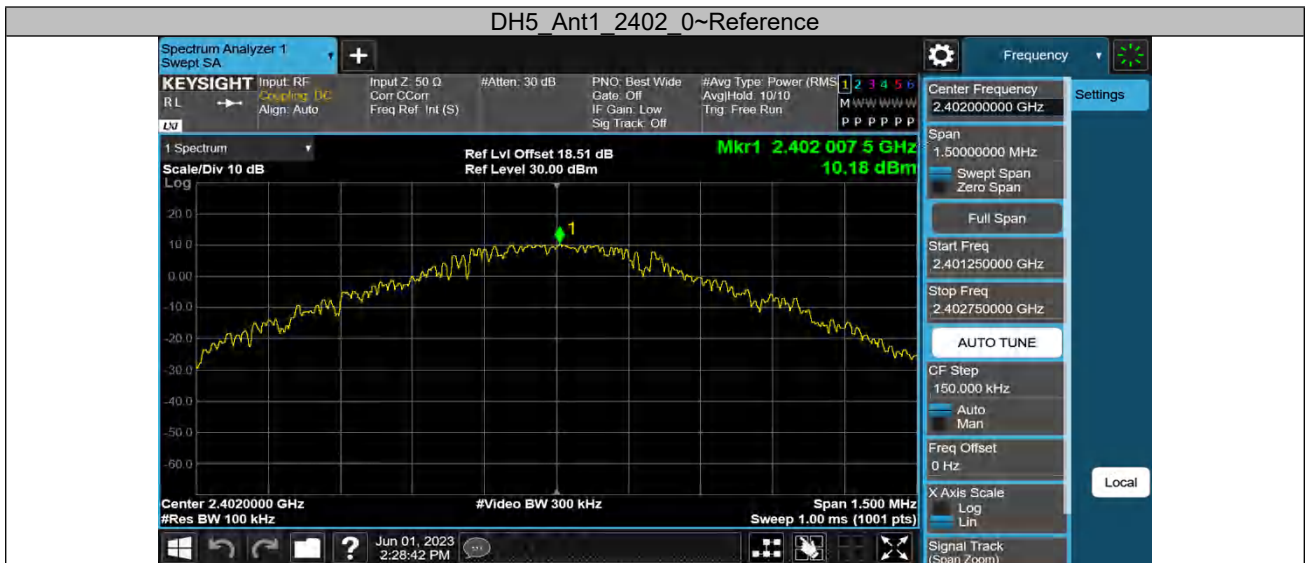 DH5_Ant1_2402_0~Reference
Spectrum Analyzer 1
Swept SA
+
Frequency
KEYSIGHT
RL
LXI
Input: RF
Coupling: DC
Align: Auto
Input Z: 50 Ω
Corr CCorr
Freq Ref: Int (S)
#Atten: 30 dB
PNO: Best Wide
Gate: Off
IF Gain: Low
Sig Track: Off
#Avg Type: Power (RMS
Avg|Hold: 10/10
Trig: Free Run
1 2 3 4 5 6
M W W W W W
P P P P P P
1 Spectrum
Scale/Div 10 dB
Log
Ref Lvl Offset 18.51 dB
Ref Level 30.00 dBm
Mkr1 2.402 007 5 GHz
10.18 dBm
20.0
10.0
0.00
-10.0
-20.0
-30.0
-40.0
-50.0
-60.0
1
Center 2.4020000 GHz
#Res BW 100 kHz
#Video BW 300 kHz
Span 1.500 MHz
Sweep 1.00 ms (1001 pts)
Center Frequency
2.402000000 GHz
Settings
Span
1.50000000 MHz
Swept Span
Zero Span
Full Span
Start Freq
2.401250000 GHz
Stop Freq
2.402750000 GHz
AUTO TUNE
CF Step
150.000 kHz
Auto
Man
Freq Offset
0 Hz
X Axis Scale
Log
Lin
Local
Signal Track
(Span Zoom)
?
Jun 01, 2023
2:28:42 PM